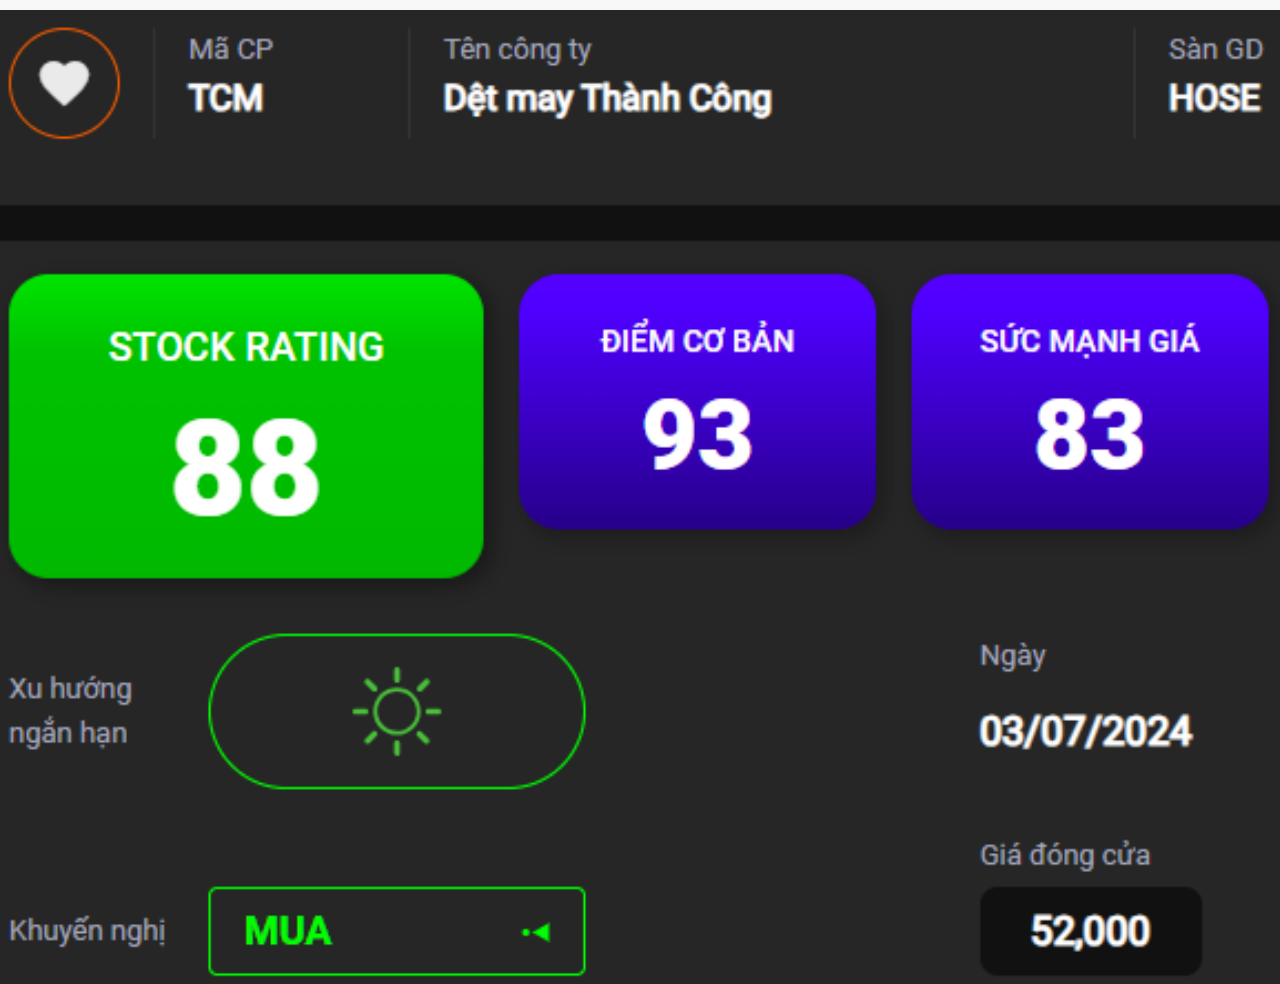 Mã CP
TCM
Tên công ty
Dệt may Thành Công
Sàn GD
HOSE
STOCK RATING
88
ĐIỂM CƠ BẢN
93
SỨC MẠNH GIÁ
83
Xu hướng
ngắn hạn
Ngày
03/07/2024
Khuyến nghị
MUA
Giá đóng cửa
52,000